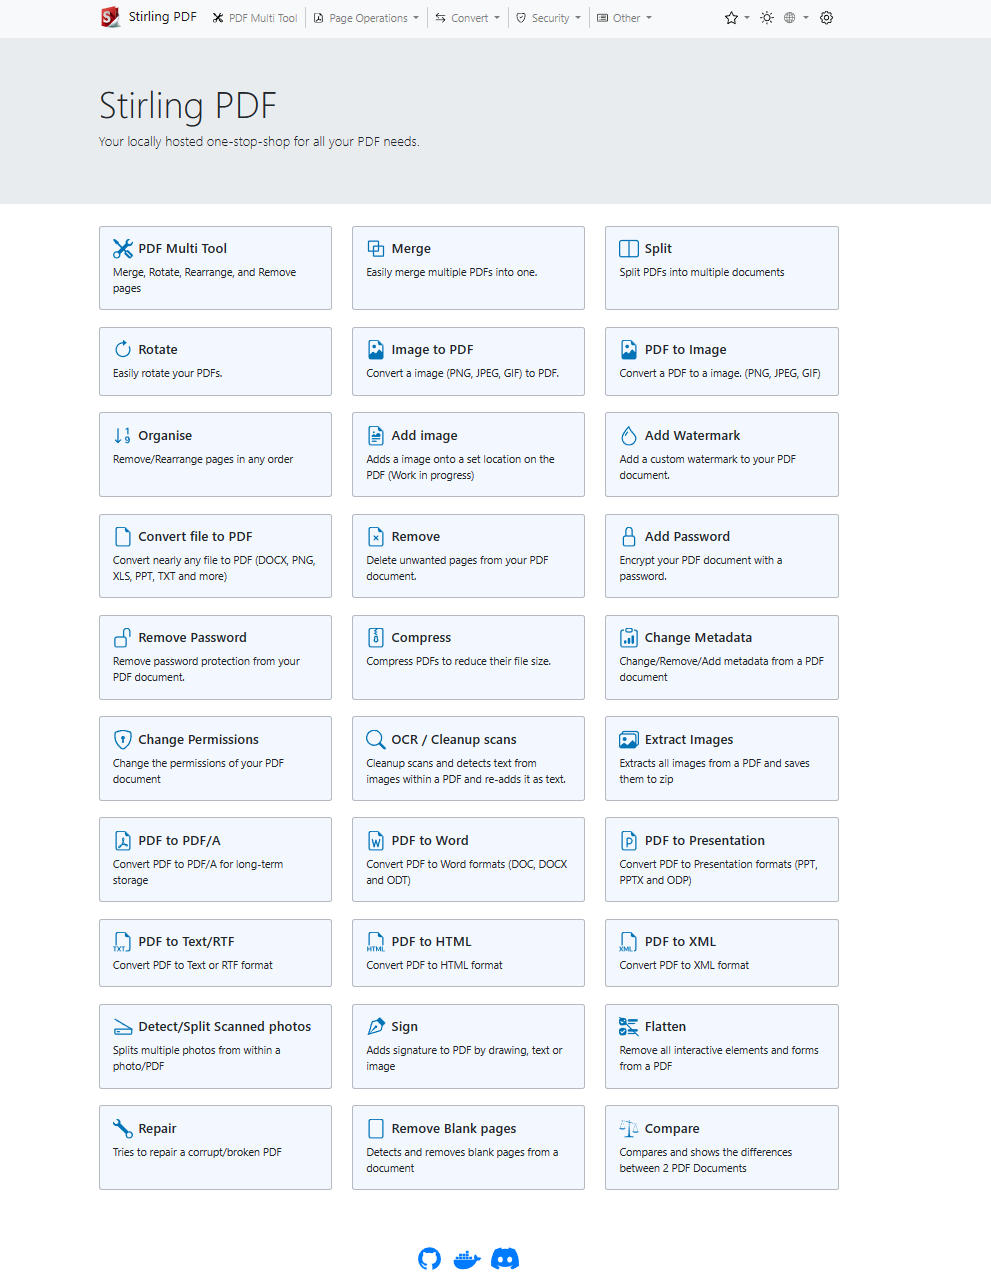 Stirling PDF PDF Multi Tool Page Operations Convert Security Other
Stirling PDF
Your locally hosted one-stop-shop for all your PDF needs.
PDF Multi Tool
Merge, Rotate, Rearrange, and Remove
pages
Merge
Easily merge multiple PDFs into one.
Split
Split PDFs into multiple documents
Rotate
Easily rotate your PDFs.
Image to PDF
Convert a image (PNG, JPEG, GIF) to PDF.
PDF to Image
Convert a PDF to a image. (PNG, JPEG, GIF)
Organise
Remove/Rearrange pages in any order
Add image
Adds a image onto a set location on the
PDF (Work in progress)
Add Watermark
Add a custom watermark to your PDF
document.
Convert file to PDF
Convert nearly any file to PDF (DOCX, PNG,
XLS, PPT, TXT and more)
Remove
Delete unwanted pages from your PDF
document.
Add Password
Encrypt your PDF document with a
password.
Remove Password
Remove password protection from your
PDF document.
Compress
Compress PDFs to reduce their file size.
Change Metadata
Change/Remove/Add metadata from a PDF
document
Change Permissions
Change the permissions of your PDF
document
OCR / Cleanup scans
Cleanup scans and detects text from
images within a PDF and re-adds it as text.
Extract Images
Extracts all images from a PDF and saves
them to zip
PDF to PDF/A
Convert PDF to PDF/A for long-term
storage
PDF to Word
Convert PDF to Word formats (DOC, DOCX
and ODT)
PDF to Presentation
Convert PDF to Presentation formats (PPT,
PPTX and ODP)
PDF to Text/RTF
Convert PDF to Text or RTF format
PDF to HTML
Convert PDF to HTML format
PDF to XML
Convert PDF to XML format
Detect/Split Scanned photos
Splits multiple photos from within a
photo/PDF
Sign
Adds signature to PDF by drawing, text or
image
Flatten
Remove all interactive elements and forms
from a PDF
Repair
Tries to repair a corrupt/broken PDF
Remove Blank pages
Detects and removes blank pages from a
document
Compare
Compares and shows the differences
between 2 PDF Documents